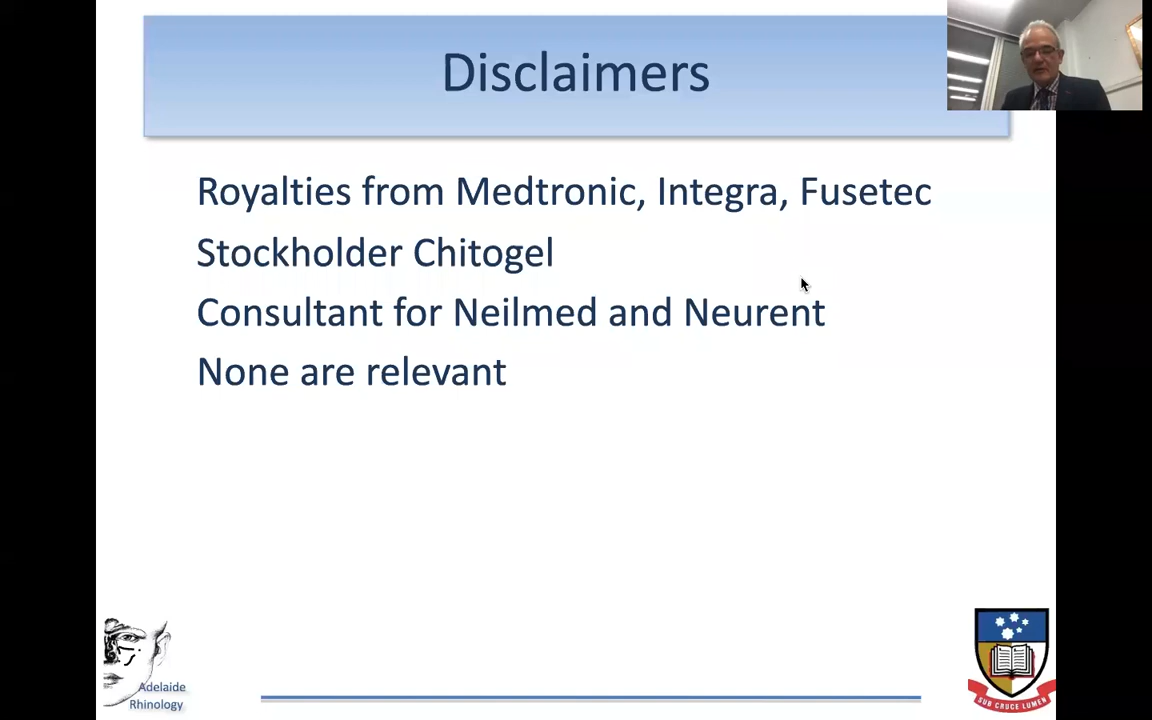 Disclaimers
Royalties from Medtronic, Integra, Fusetec
Stockholder Chitogel
Consultant for Neilmed and Neurent
None are relevant
Adelaide
Rhinology
SUB CRUCE LUMEN